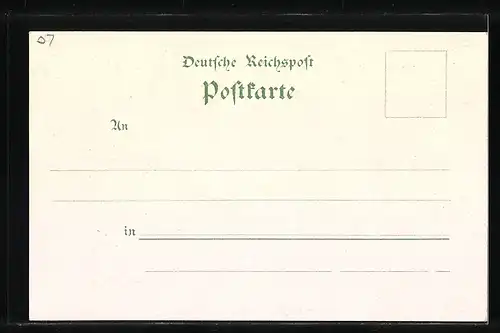 07
Deutsche Reichspost
Postkarte
An
in